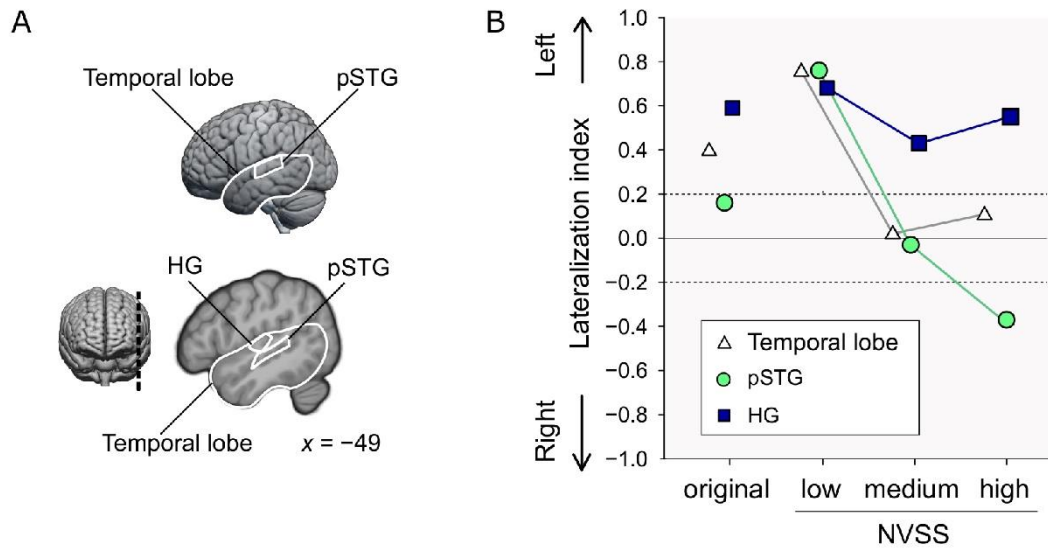 A
Temporal lobe
pSTG
HG
pSTG
Temporal lobe
x = −49
B
Left
Lateralization index
Right
1.0
0.8
0.6
0.4
0.2
0.0
−0.2
−0.4
−0.6
−0.8
−1.0
Temporal lobe
pSTG
HG
original low medium high
NVSS